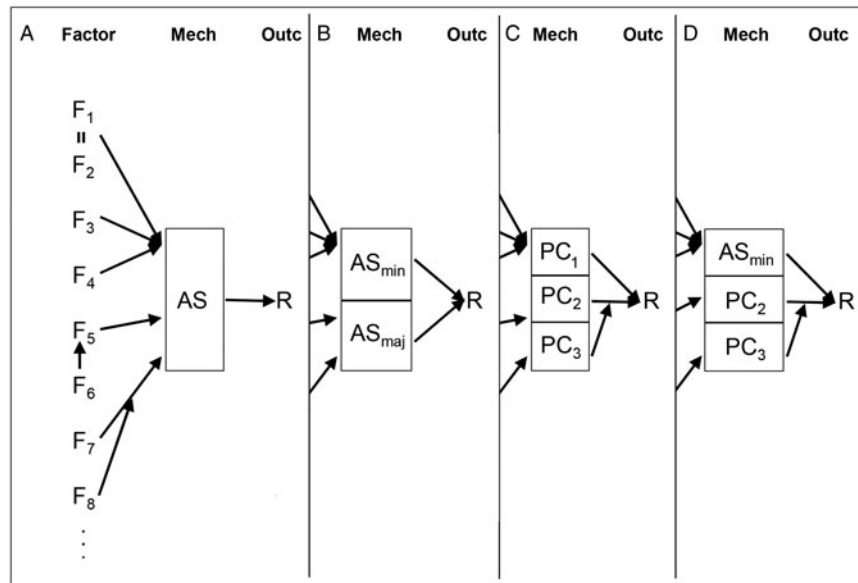 A Factor Mech Outc B Mech Outc C Mech Outc D Mech Outc
F1
=
F2
F3
F4
F5
F6
F7
F8
...
AS
R
ASmin
ASmaj
R
PC1
PC2
PC3
R
ASmin
PC2
PC3
R